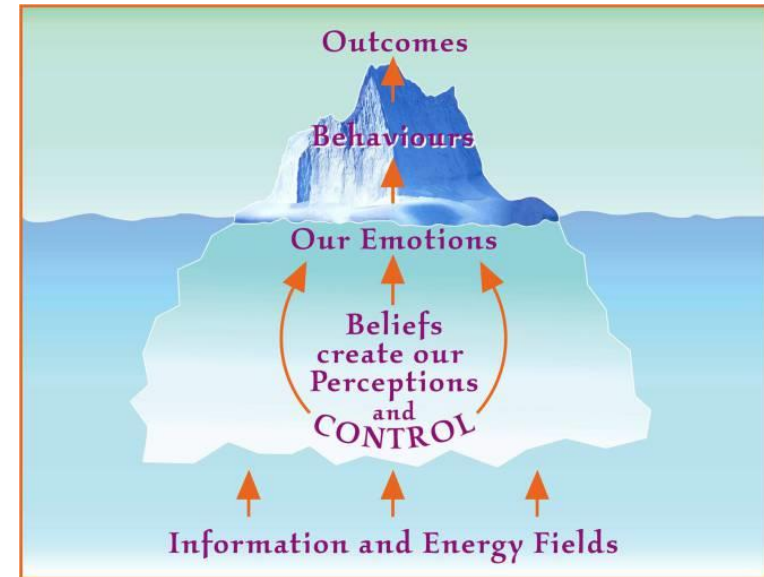 Outcomes
Behaviours
Our Emotions
Beliefs
create our
Perceptions
and
CONTROL
Information and Energy Fields